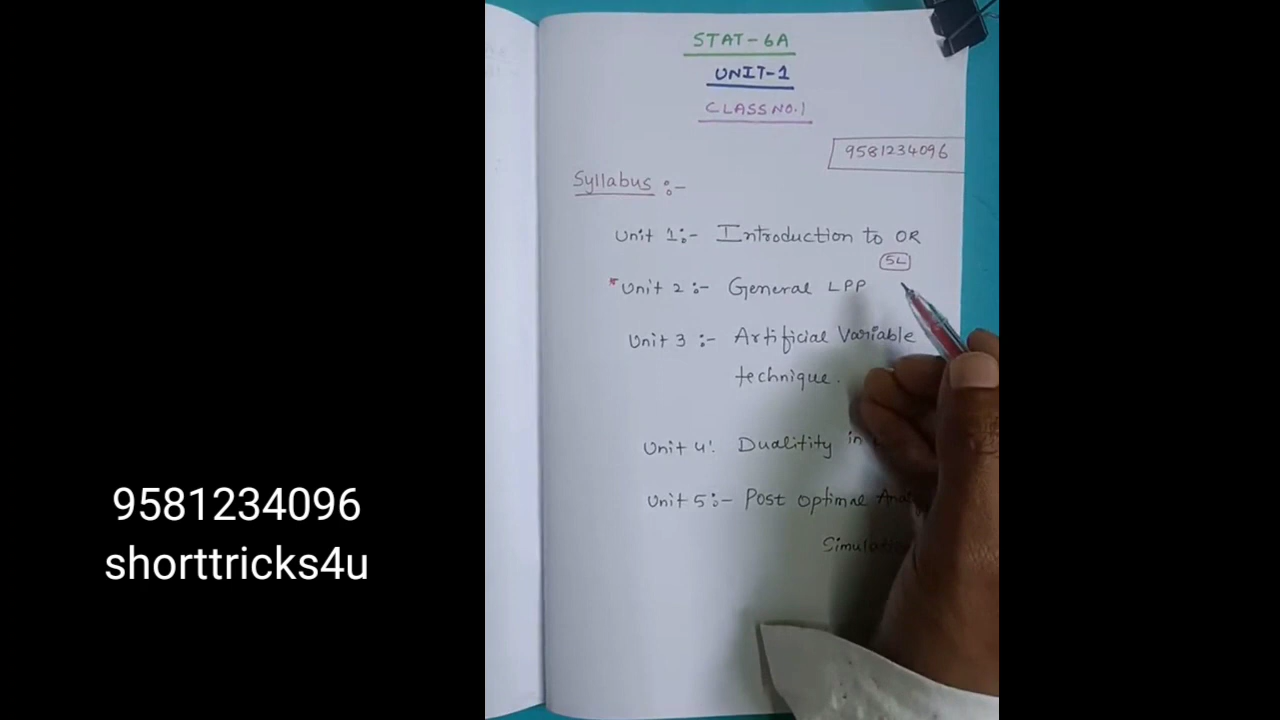 STAT-6A
UNIT-1
CLASS NO.1
9581234096
Syllabus :-
Unit 1:- Introduction to OR
5L
*Unit 2 :- General LPP
Unit 3 :- Artificial Variable
technique.
Unit 4: Dualitity in
Unit 5:- Post Optimal
Simulation
9581234096
shorttricks4u